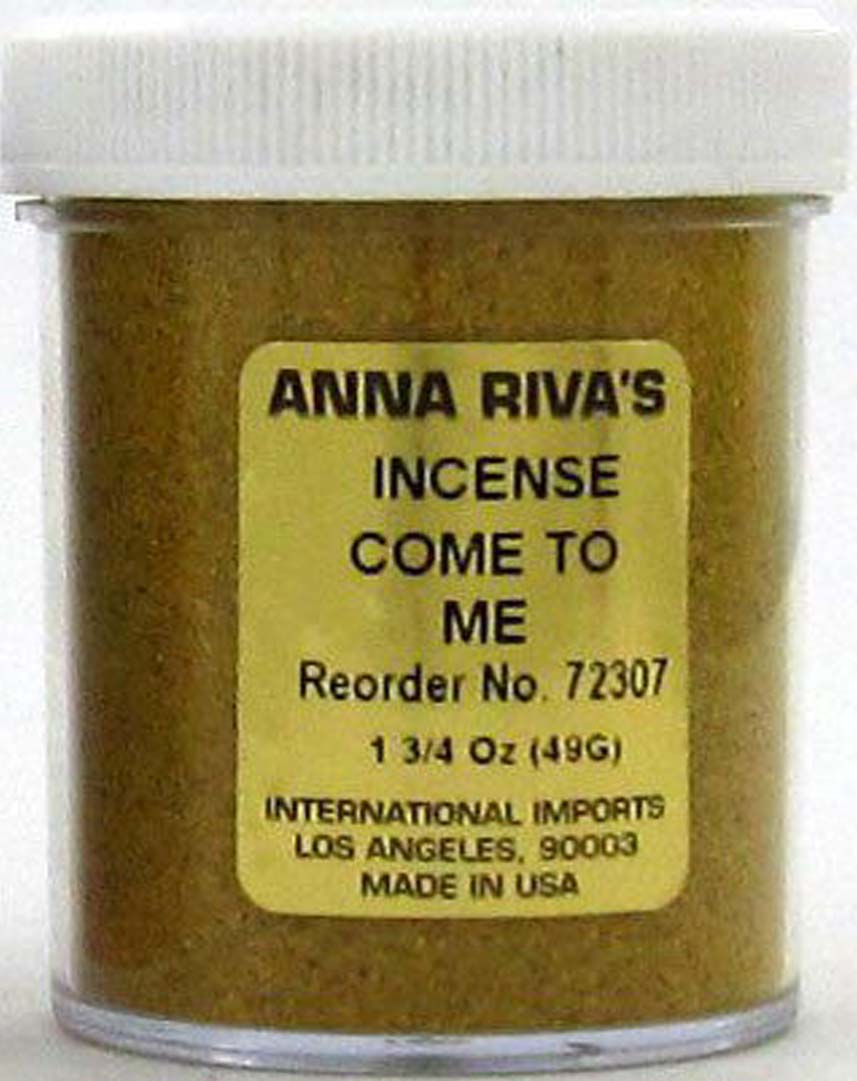 ANNA RIVA'S
INCENSE
COME TO
ME
Reorder No. 72307
1 3/4 Oz (49G)
INTERNATIONAL IMPORTS
LOS ANGELES, 90003
MADE IN USA